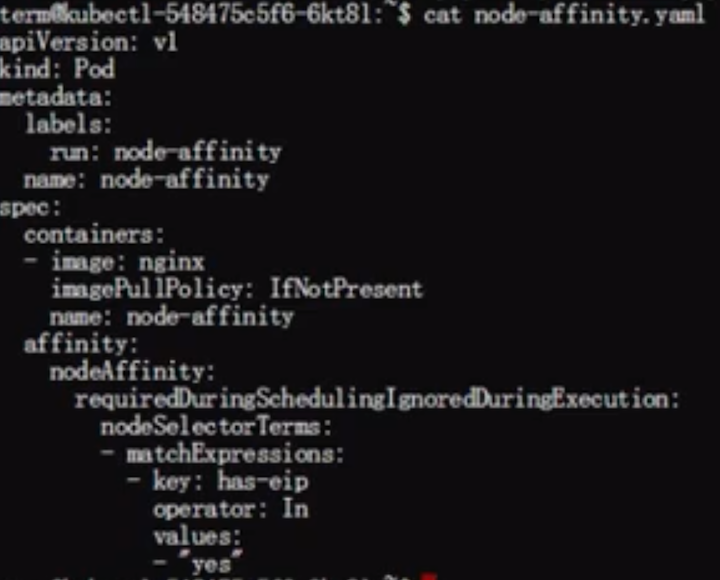 term@kubectl-548475c5f6-6kt8l:~$ cat node-affinity.yaml
apiVersion: v1
kind: Pod
metadata:
  labels:
    run: node-affinity
  name: node-affinity
spec:
  containers:
  - image: nginx
    imagePullPolicy: IfNotPresent
    name: node-affinity
  affinity:
    nodeAffinity:
      requiredDuringSchedulingIgnoredDuringExecution:
        nodeSelectorTerms:
        - matchExpressions:
          - key: has-eip
            operator: In
            values:
            - "yes"